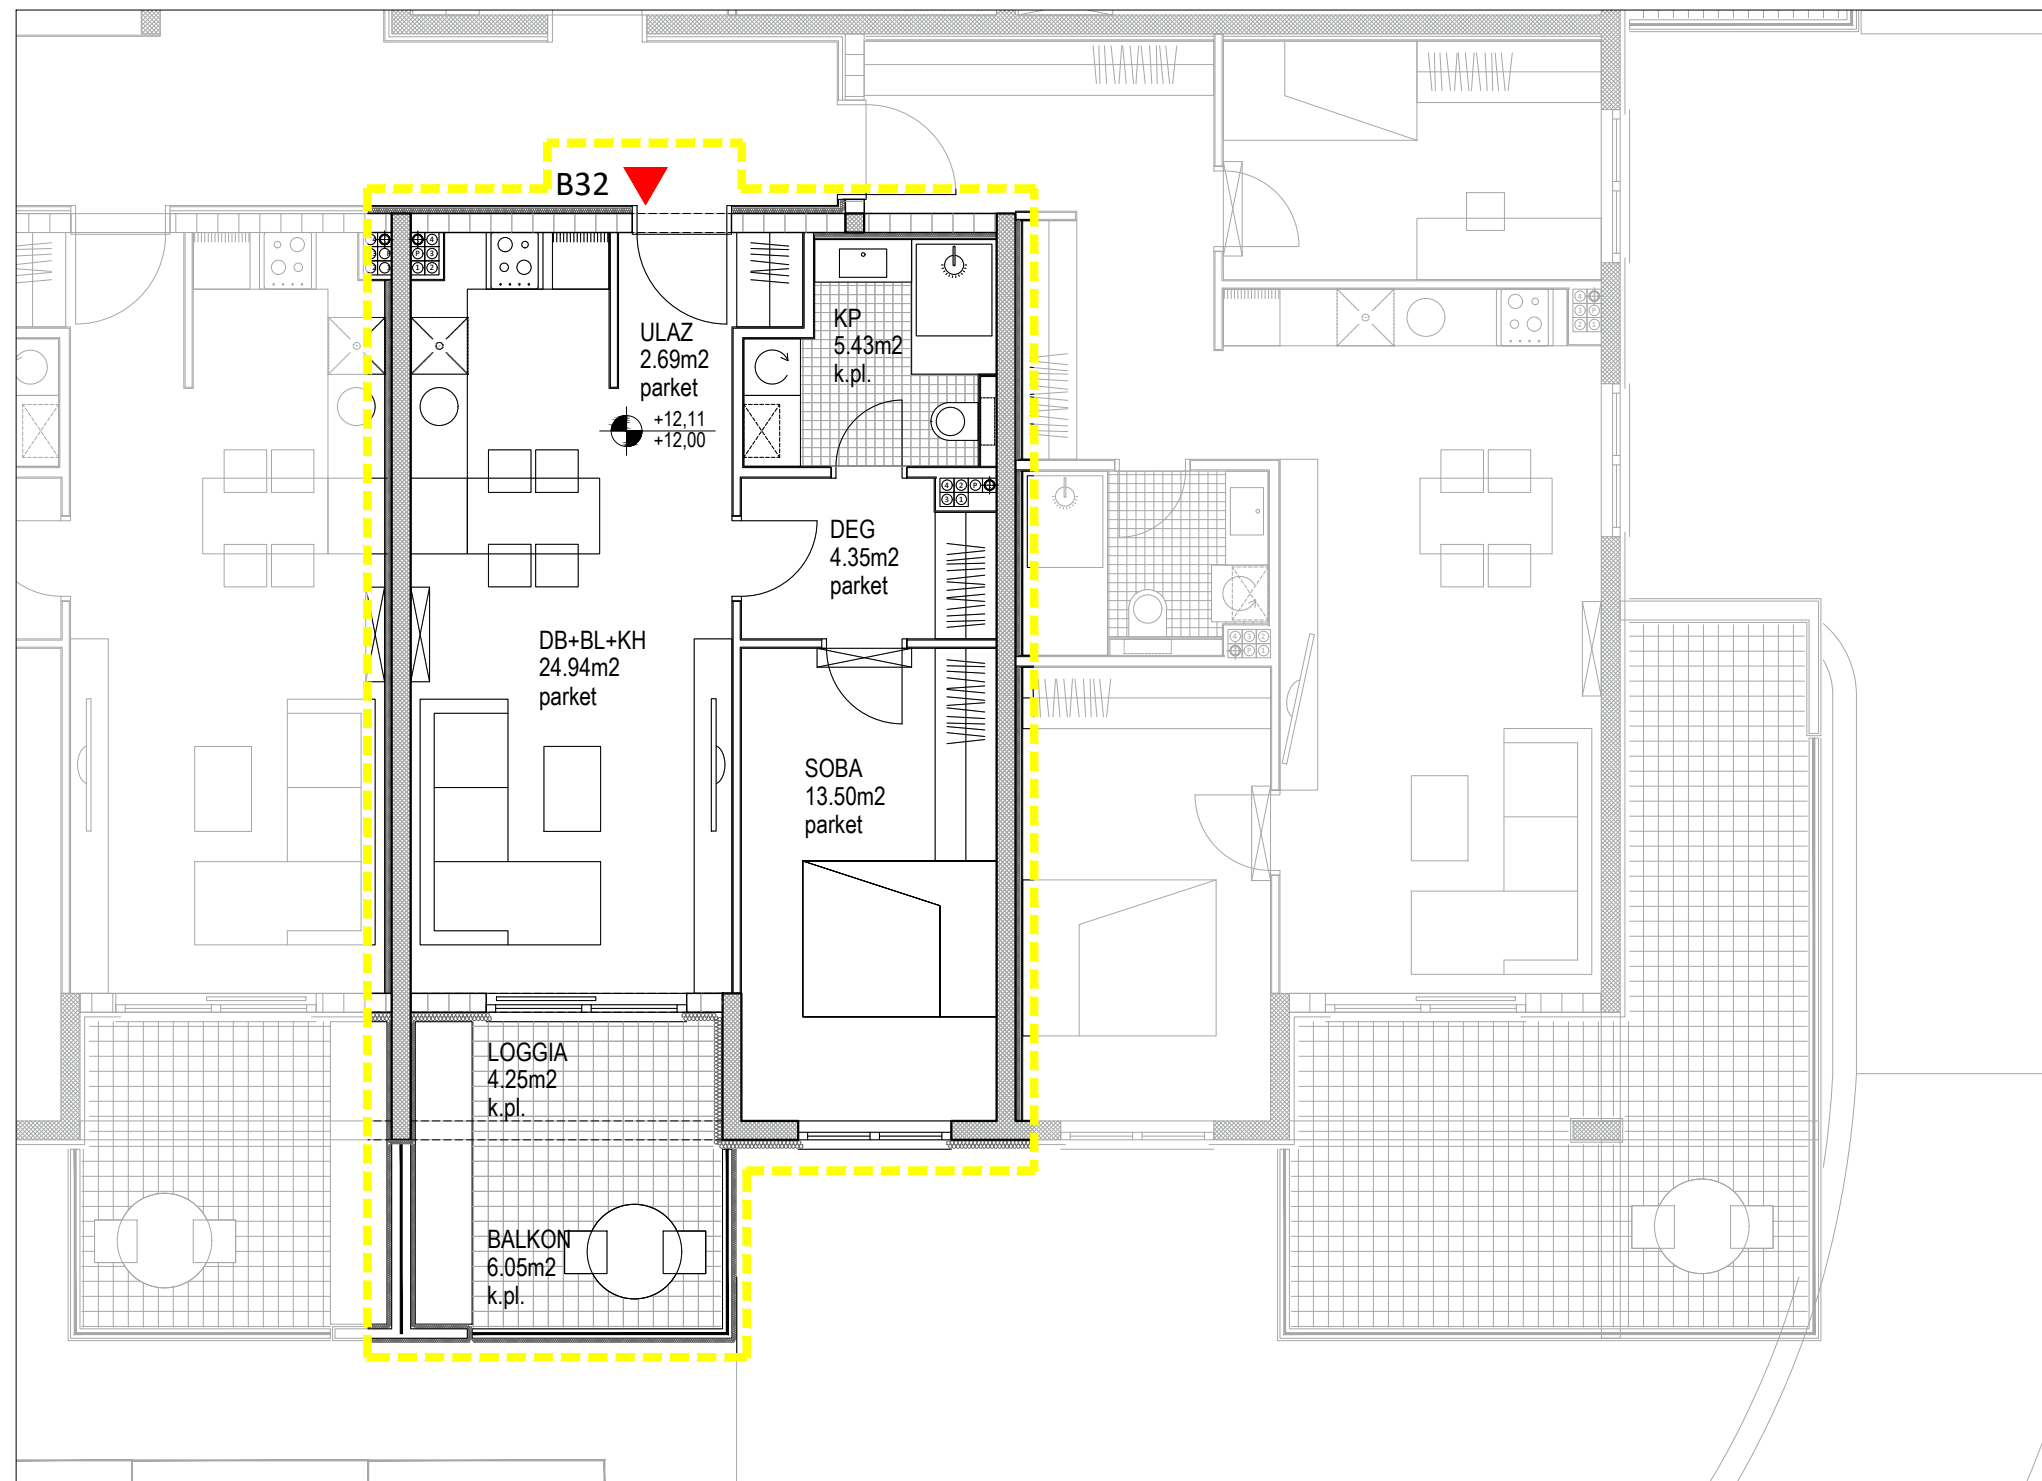 B32
ULAZ
2.69m2
parket
+12,11
+12,00
KP
5.43m2
k.pl.
DEG
4.35m2
parket
DB+BL+KH
24.94m2
parket
SOBA
13.50m2
parket
LOGGIA
4.25m2
k.pl.
BALKON
6.05m2
k.pl.